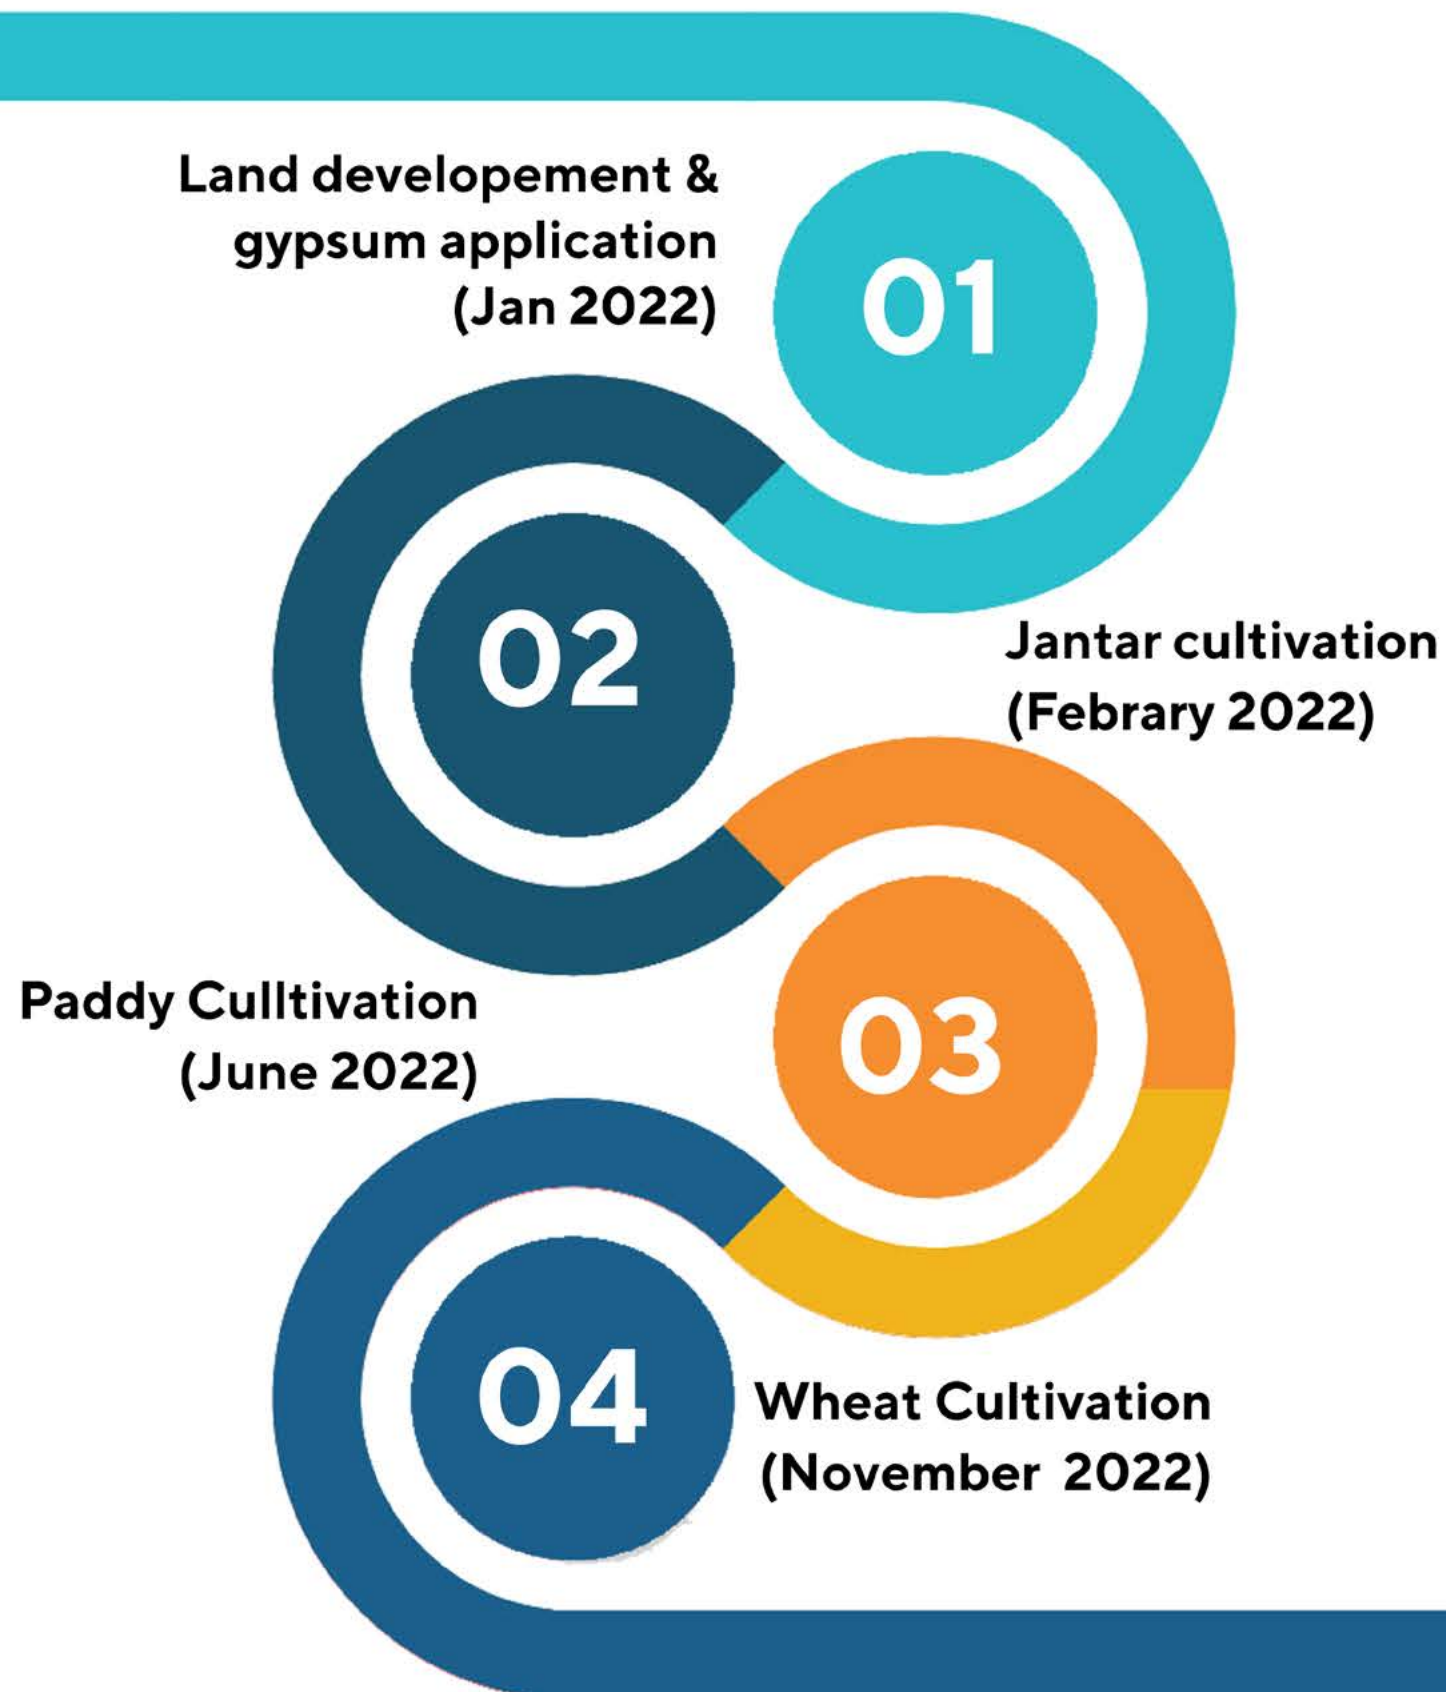 Land developement &
gypsum application
(Jan 2022)
01
02
Jantar cultivation
(Febrary 2022)
Paddy Culltivation
(June 2022)
03
04
Wheat Cultivation
(November 2022)